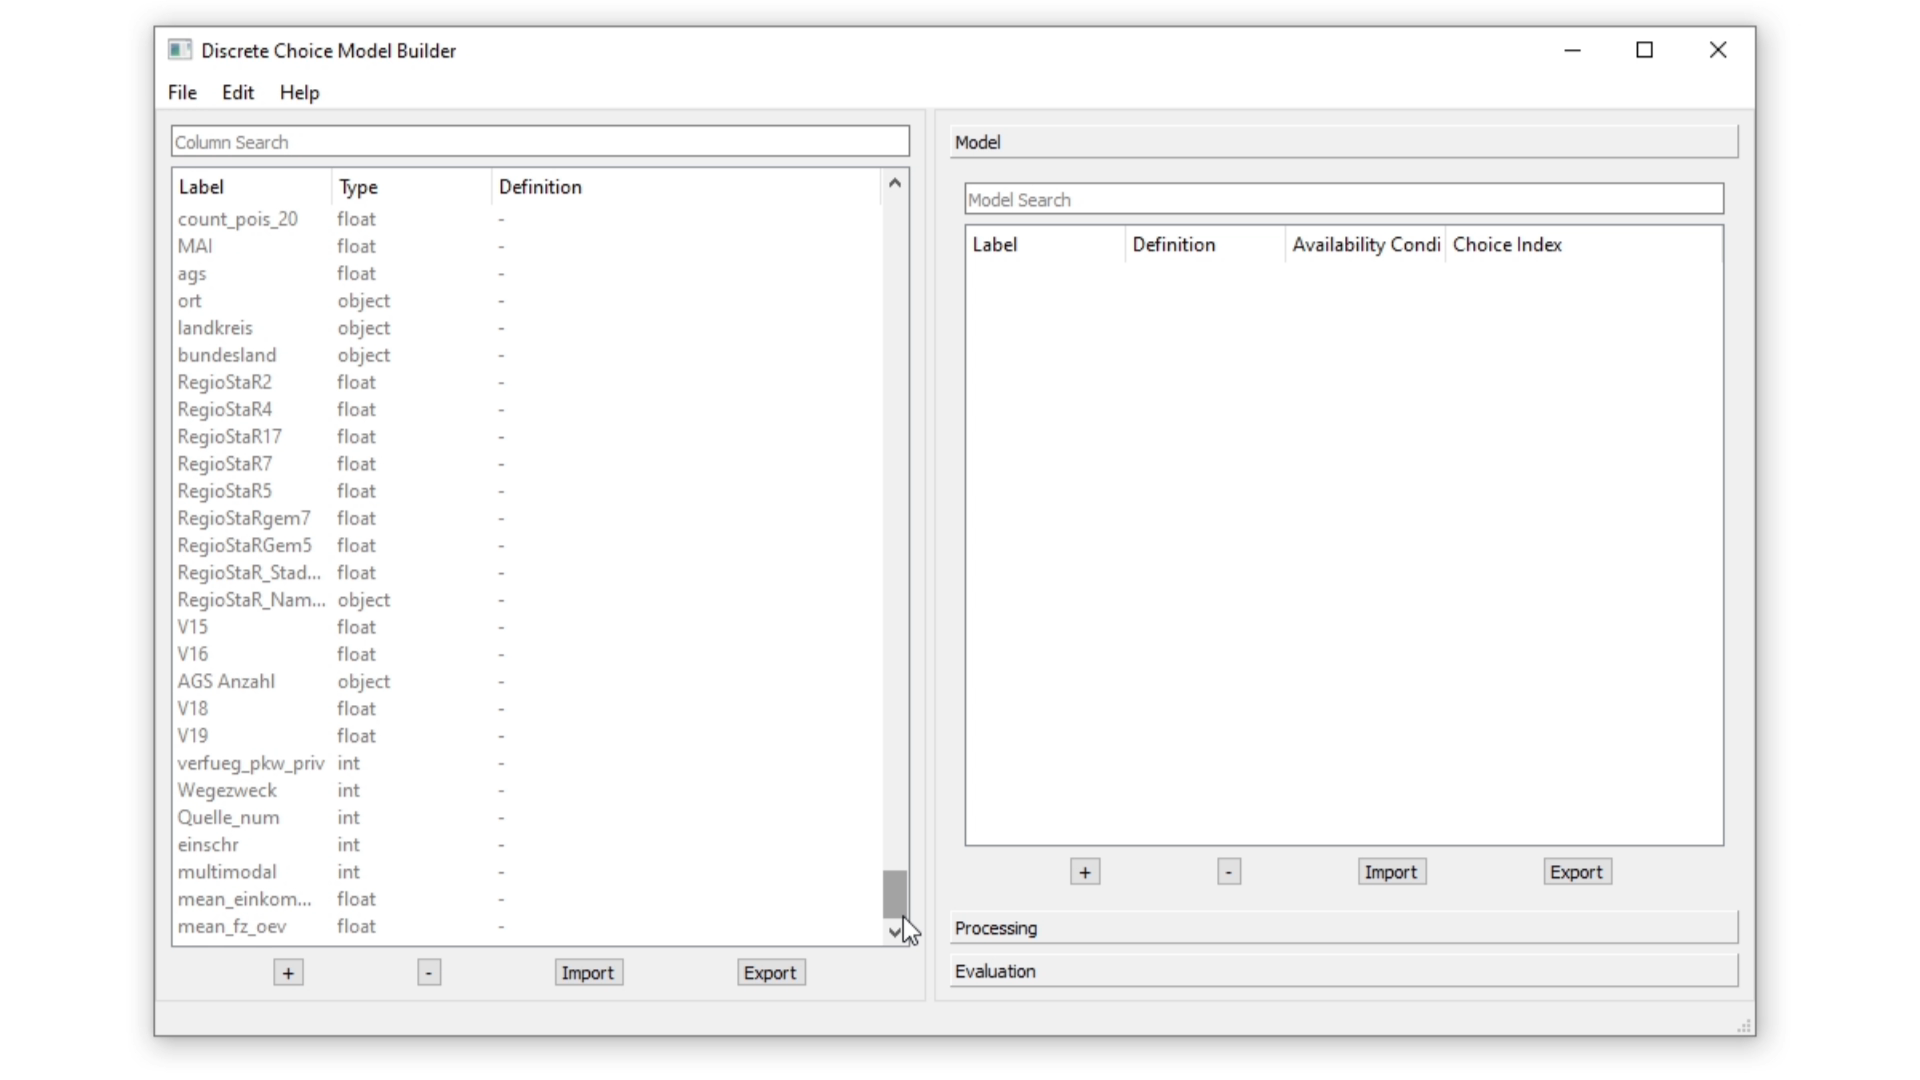 Discrete Choice Model Builder
File Edit Help
Column Search
Label Type Definition
count_pois_20 float -
MAI float -
ags float -
ort object -
landkreis object -
bundesland object -
RegioStaR2 float -
RegioStaR4 float -
RegioStaR17 float -
RegioStaR7 float -
RegioStaR5 float -
RegioStaRgem7 float -
RegioStaRGem5 float -
RegioStaR_Stad... float -
RegioStaR_Nam... object -
V15 float -
V16 float -
AGS Anzahl object -
V18 float -
V19 float -
verfueg_pkw_priv int -
Wegezweck int -
Quelle_num int -
einschr int -
multimodal int -
mean_einkom... float -
mean_fz_oev float -
+ - Import Export
Model
Model Search
Label Definition Availability Condi Choice Index
+ - Import Export
Processing
Evaluation